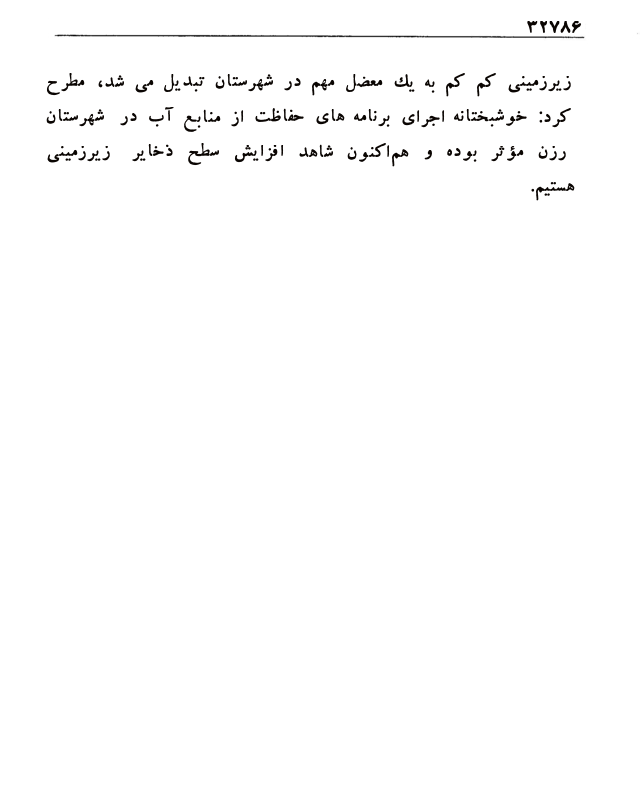 ۳۲۷۸۶
زیرزمینی کم کم به یك معضل مهم در شهرستان تبدیل می شد، مطرح
کرد: خوشبختانه اجرای برنامه های حفاظت از منابع آب در شهرستان
رزن مؤثر بوده و هم‌اکنون شاهد افزایش سطح ذخایر زیرزمینی
هستیم.